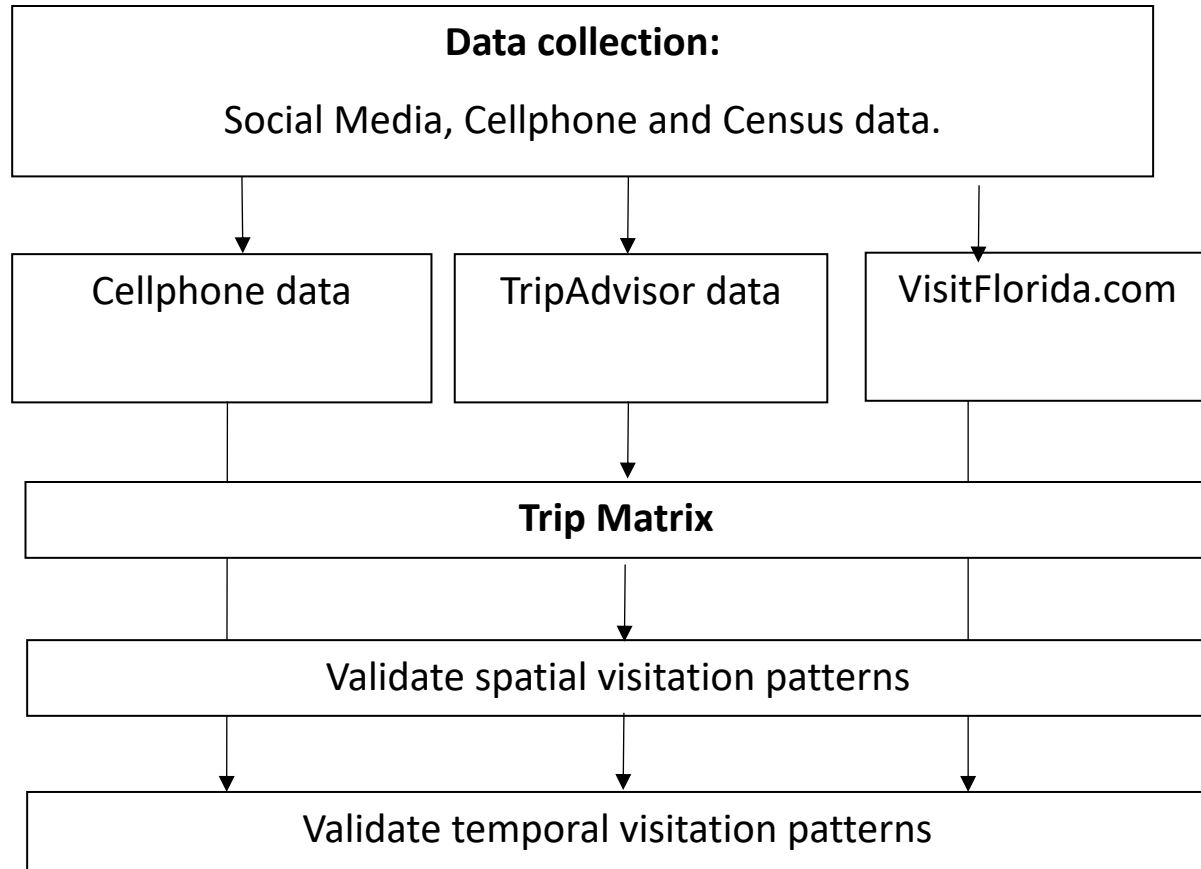 Data collection:
Social Media, Cellphone and Census data.
Cellphone data
TripAdvisor data
VisitFlorida.com
Trip Matrix
Validate spatial visitation patterns
Validate temporal visitation patterns